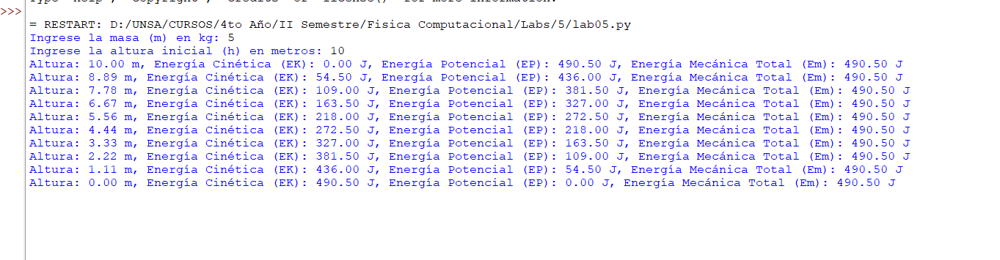 >>>
= RESTART: D:/UNSA/CURSOS/4to Año/II Semestre/Fisica Computacional/Labs/5/lab05.py
Ingrese la masa (m) en kg: 5
Ingrese la altura inicial (h) en metros: 10
Altura: 10.00 m, Energía Cinética (EK): 0.00 J, Energía Potencial (EP): 490.50 J, Energía Mecánica Total (Em): 490.50 J
Altura: 8.89 m, Energía Cinética (EK): 54.50 J, Energía Potencial (EP): 436.00 J, Energía Mecánica Total (Em): 490.50 J
Altura: 7.78 m, Energía Cinética (EK): 109.00 J, Energía Potencial (EP): 381.50 J, Energía Mecánica Total (Em): 490.50 J
Altura: 6.67 m, Energía Cinética (EK): 163.50 J, Energía Potencial (EP): 327.00 J, Energía Mecánica Total (Em): 490.50 J
Altura: 5.56 m, Energía Cinética (EK): 218.00 J, Energía Potencial (EP): 272.50 J, Energía Mecánica Total (Em): 490.50 J
Altura: 4.44 m, Energía Cinética (EK): 272.50 J, Energía Potencial (EP): 218.00 J, Energía Mecánica Total (Em): 490.50 J
Altura: 3.33 m, Energía Cinética (EK): 327.00 J, Energía Potencial (EP): 163.50 J, Energía Mecánica Total (Em): 490.50 J
Altura: 2.22 m, Energía Cinética (EK): 381.50 J, Energía Potencial (EP): 109.00 J, Energía Mecánica Total (Em): 490.50 J
Altura: 1.11 m, Energía Cinética (EK): 436.00 J, Energía Potencial (EP): 54.50 J, Energía Mecánica Total (Em): 490.50 J
Altura: 0.00 m, Energía Cinética (EK): 490.50 J, Energía Potencial (EP): 0.00 J, Energía Mecánica Total (Em): 490.50 J